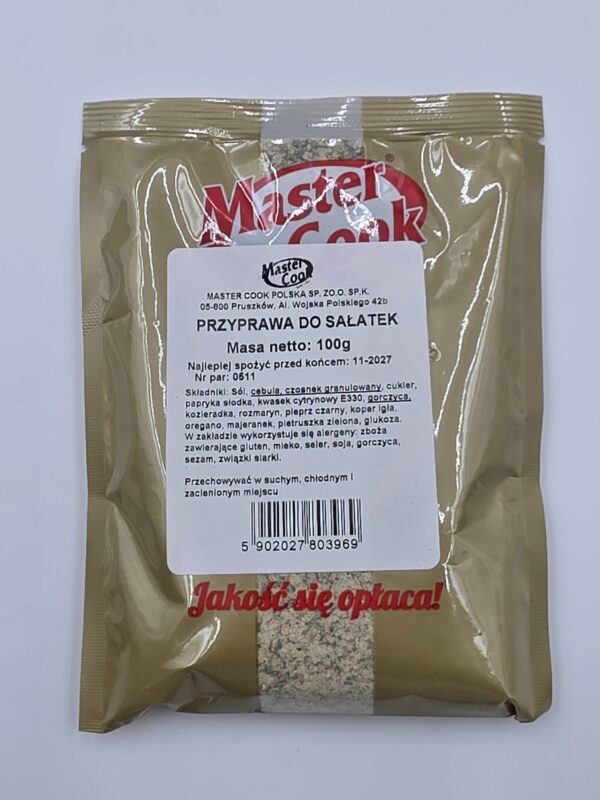 Master
Cook
®
Master
Cook
MASTER COOK POLSKA SP. ZO.O. SP.K.
05-800 Pruszków, Al. Wojska Polskiego 42b
PRZYPRAWA DO SAŁATEK
Masa netto: 100g
Najlepiej spożyć przed końcem: 11-2027
Nr par: 0511
Składniki: Sól, cebula, czosnek granulowany, cukier,
papryka słodka, kwasek cytrynowy E330, gorczyca,
kozieradka, rozmaryn, pieprz czarny, koper igła,
oregano, majeranek, pietruszka zielona, glukoza.
W zakładzie wykorzystuje się alergeny: zboża
zawierające gluten, mleko, seler, soja, gorczyca,
sezam, związki siarki.
Przechowywać w suchym, chłodnym i
zacienionym miejscu
5 902027 803969
Jakość się opłaca!